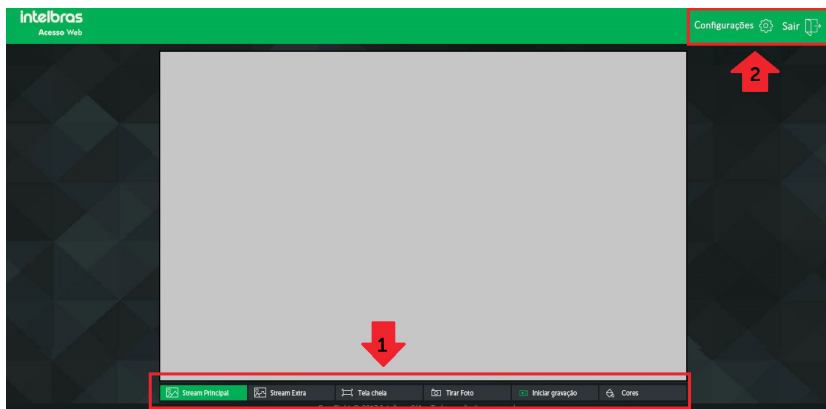 intelbras
Acesso Web
Configurações Sair
2
1
Stream Principal Stream Extra Tela cheia Tirar Foto Iniciar gravação Cores